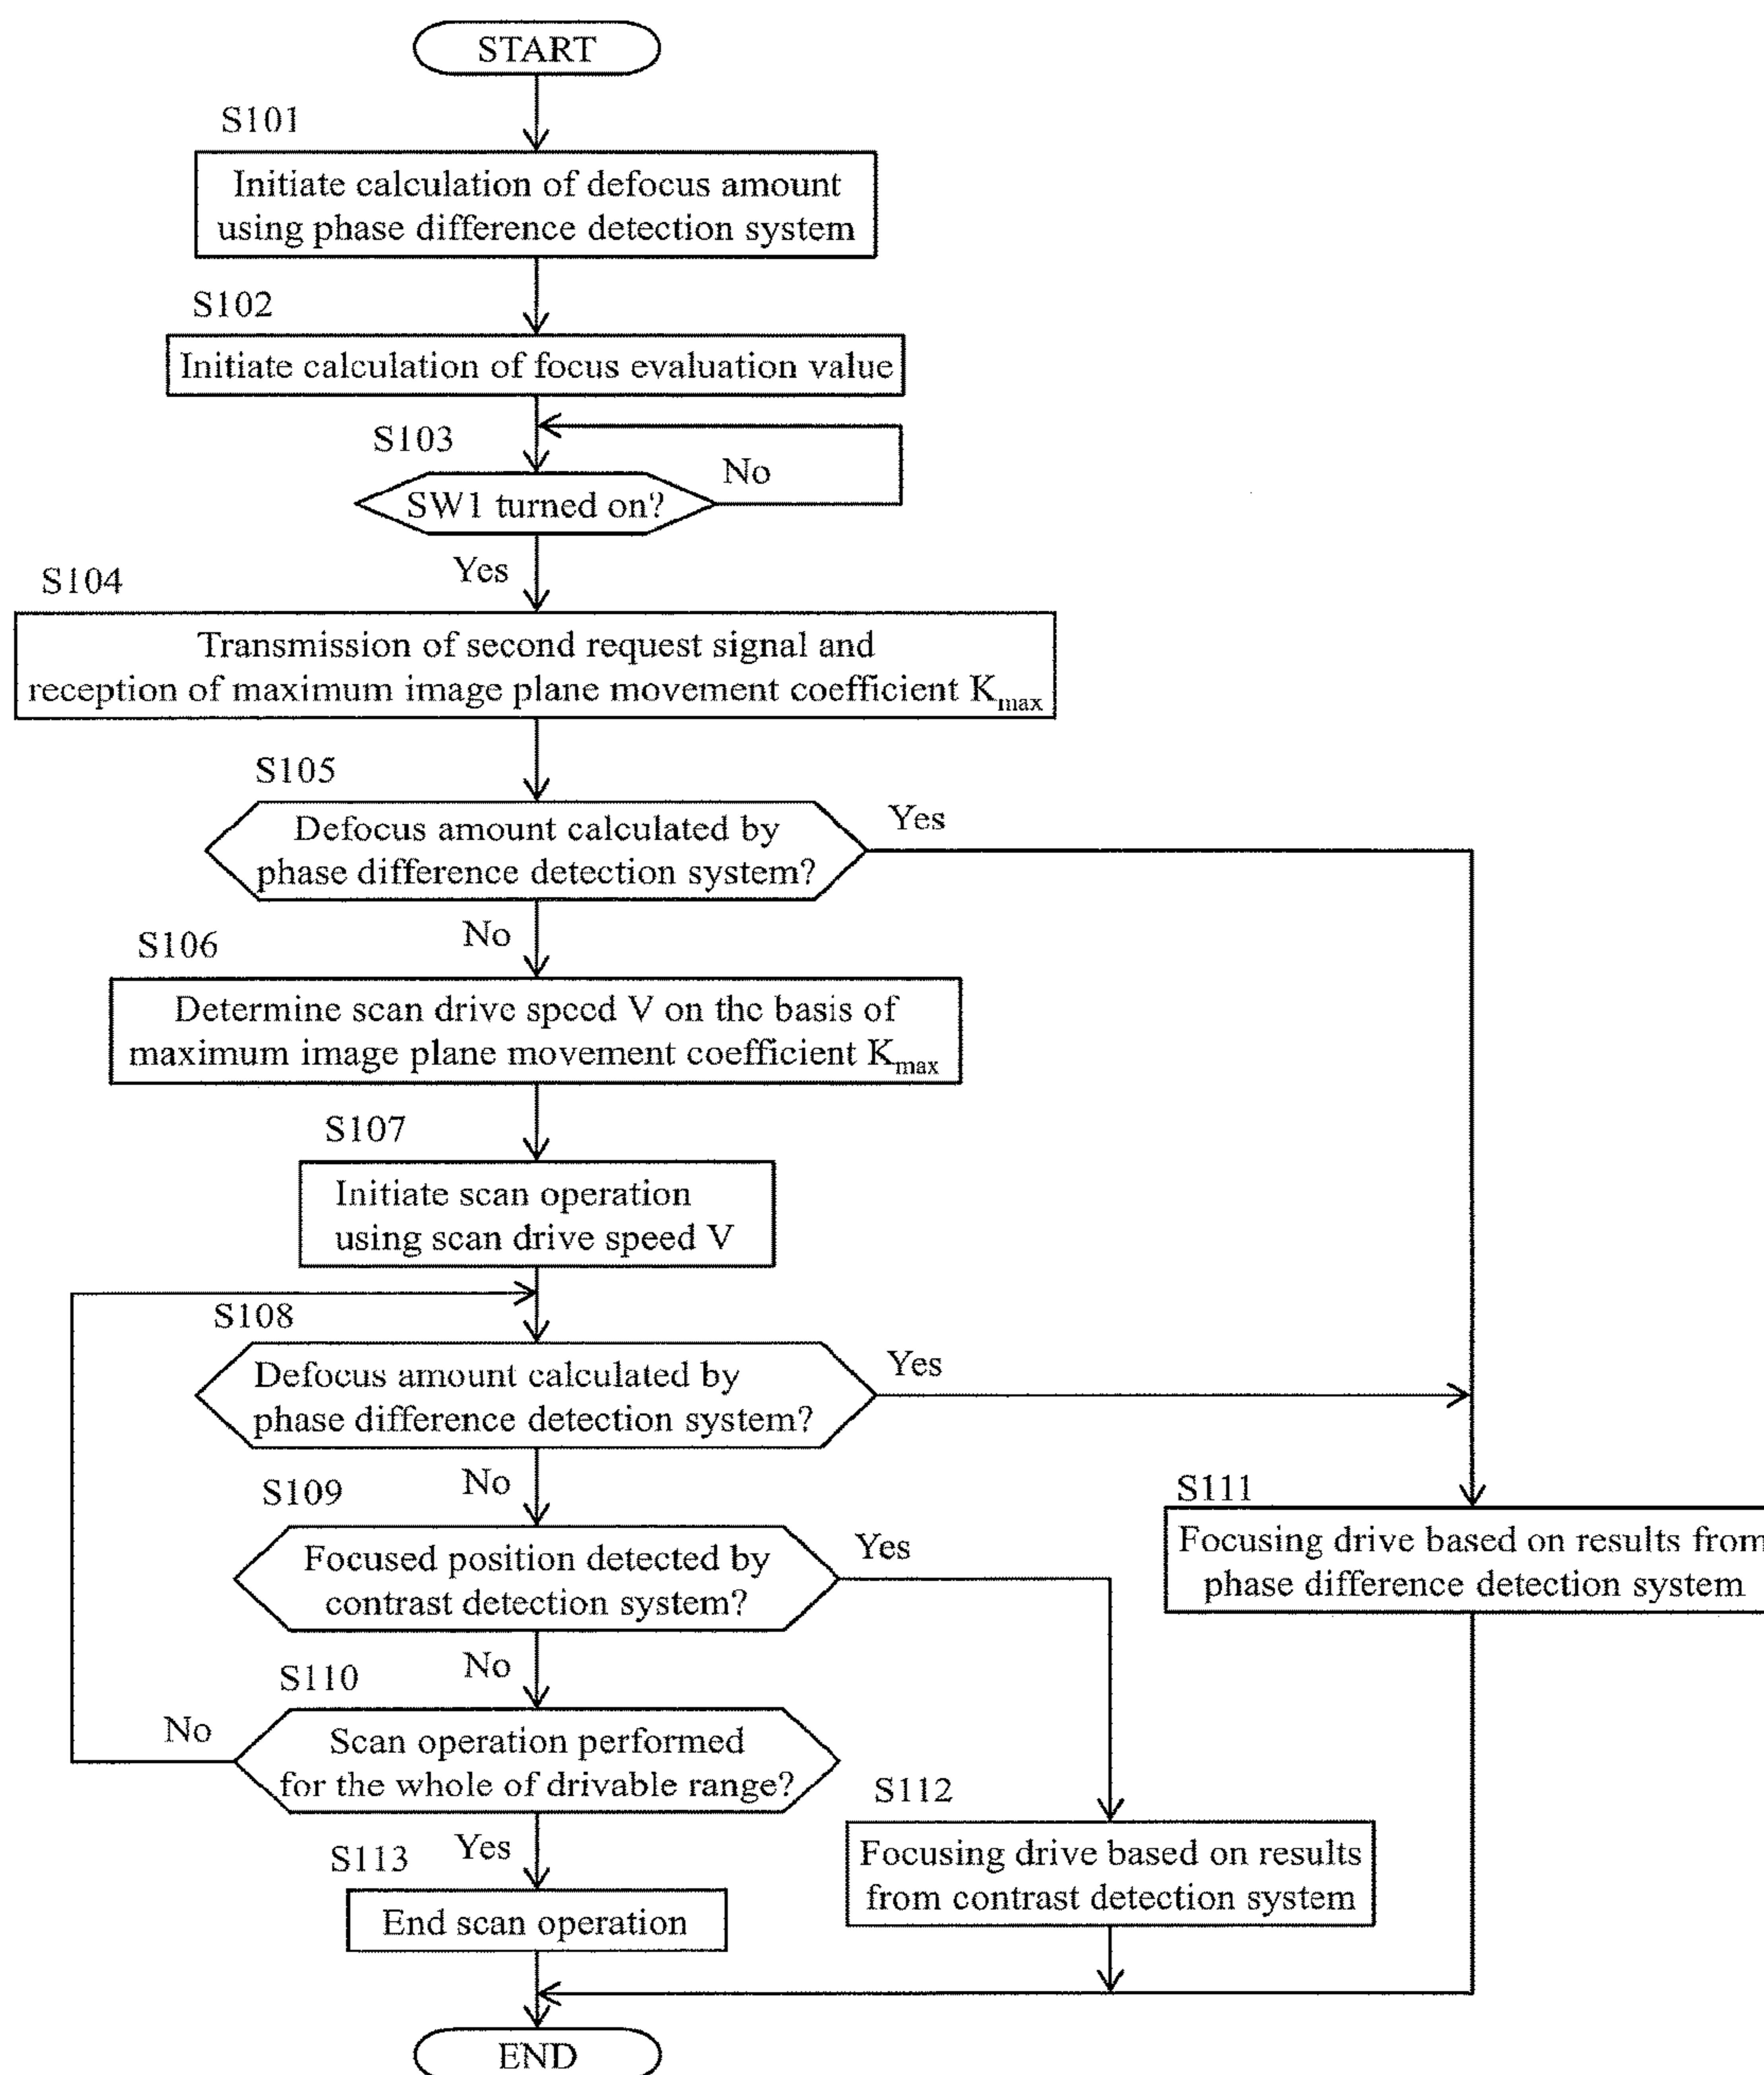 START
S101
Initiate calculation of defocus amount
using phase difference detection system
S102
Initiate calculation of focus evaluation value
S103
No
SW1 turned on?
Yes
S104
Transmission of second request signal and
reception of maximum image plane movement coefficient Kmax
S105
Defocus amount calculated by
phase difference detection system?
Yes
No
S106
Determine scan drive speed V on the basis of
maximum image plane movement coefficient Kmax
S107
Initiate scan operation
using scan drive speed V
S108
Defocus amount calculated by
phase difference detection system?
Yes
No
S109
Focused position detected by
contrast detection system?
Yes
S111
Focusing drive based on results from
phase difference detection system
No
S110
No
Scan operation performed
for the whole of drivable range?
S112
Focusing drive based on results
from contrast detection system
Yes
S113
End scan operation
END